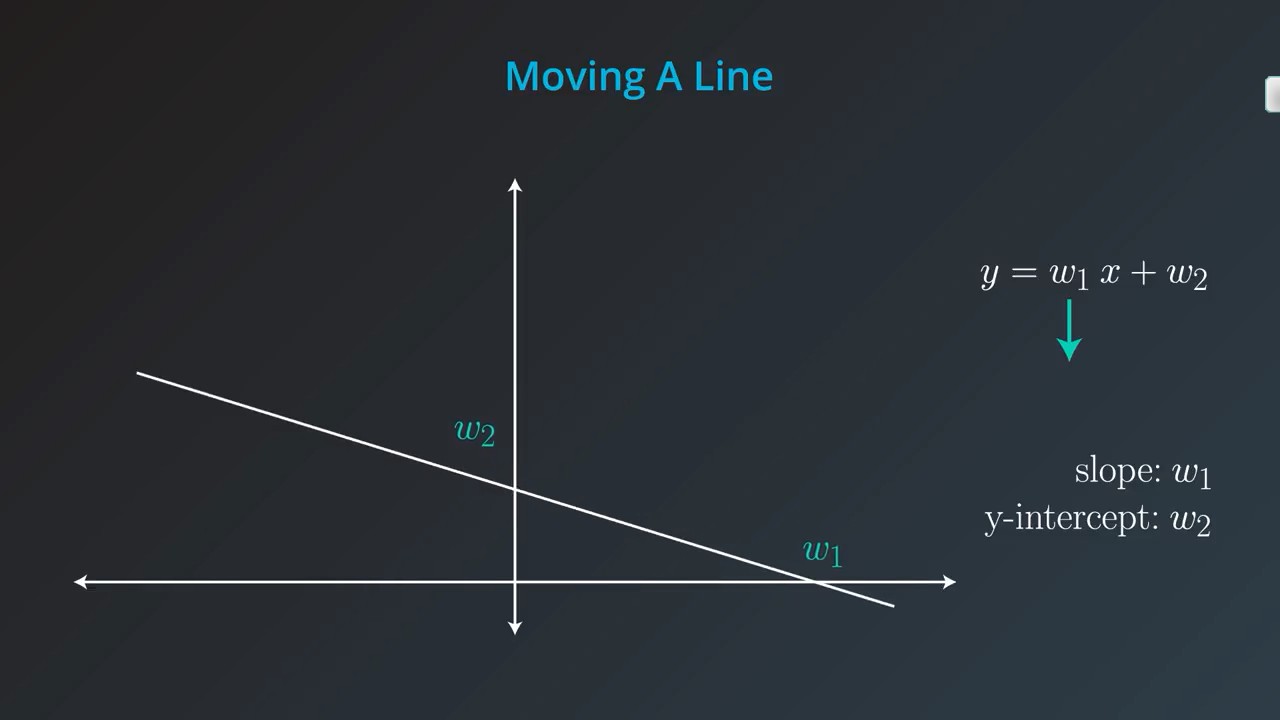 Moving A Line
y = w₁ x + w₂
w₂
slope: w₁
y-intercept: w₂
w₁